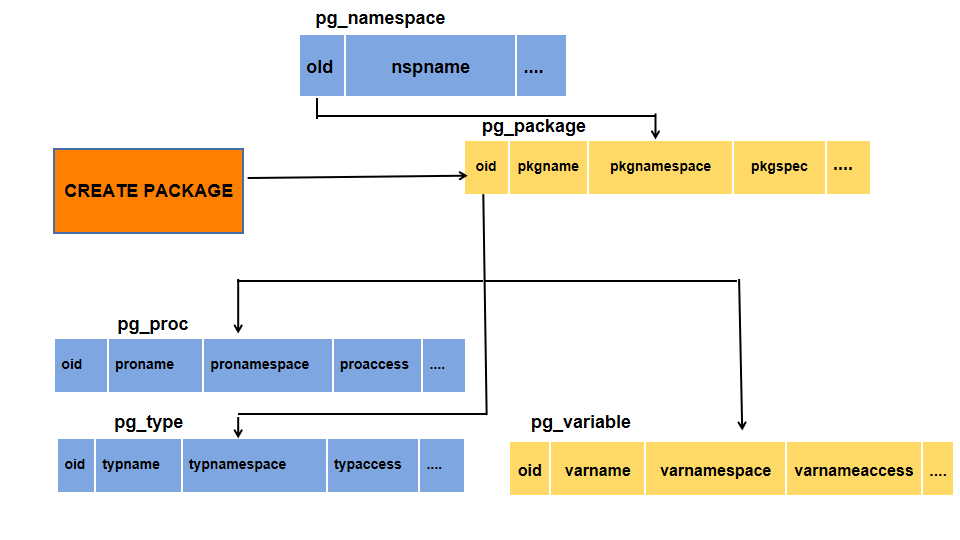 pg_namespace
oId nspname ....
pg_package
oid pkgname pkgnamespace pkgspec ....
CREATE PACKAGE
pg_proc
oid proname pronamespace proaccess ....
pg_type
oid typname typnamespace typaccess ....
pg_variable
oid varname varnamespace varnameaccess ....